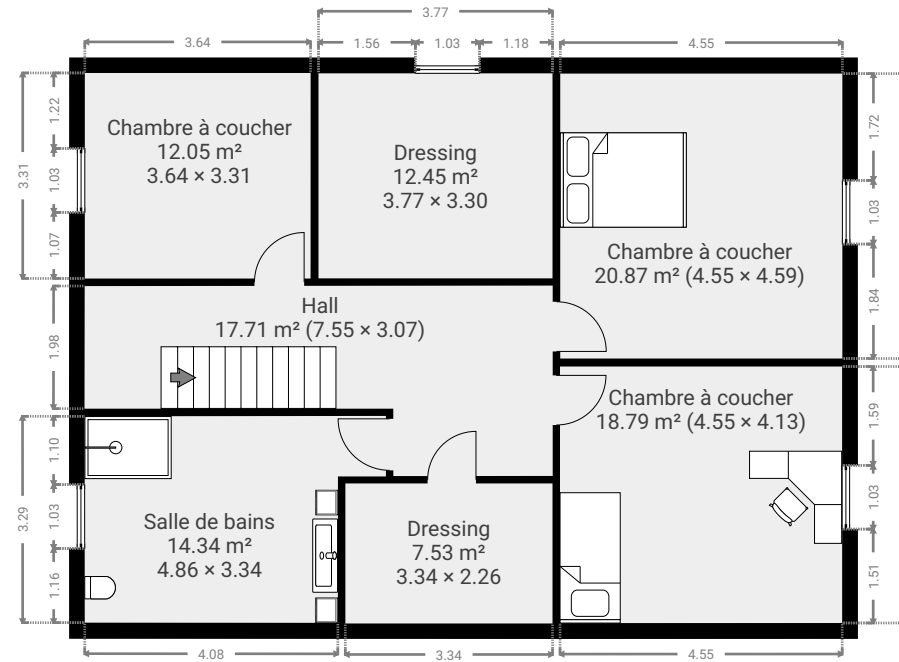 3.77
3.64
1.56
1.03
1.18
4.55
1.22
1.03
1.07
3.31
1.72
1.03
1.84
Chambre à coucher
12.05 m²
3.64 × 3.31
Dressing
12.45 m²
3.77 × 3.30
Chambre à coucher
20.87 m² (4.55 × 4.59)
Hall
17.71 m² (7.55 × 3.07)
1.98
Chambre à coucher
18.79 m² (4.55 × 4.13)
1.59
1.03
1.51
1.10
1.03
1.16
3.29
Salle de bains
14.34 m²
4.86 × 3.34
Dressing
7.53 m²
3.34 × 2.26
4.08
3.34
4.55